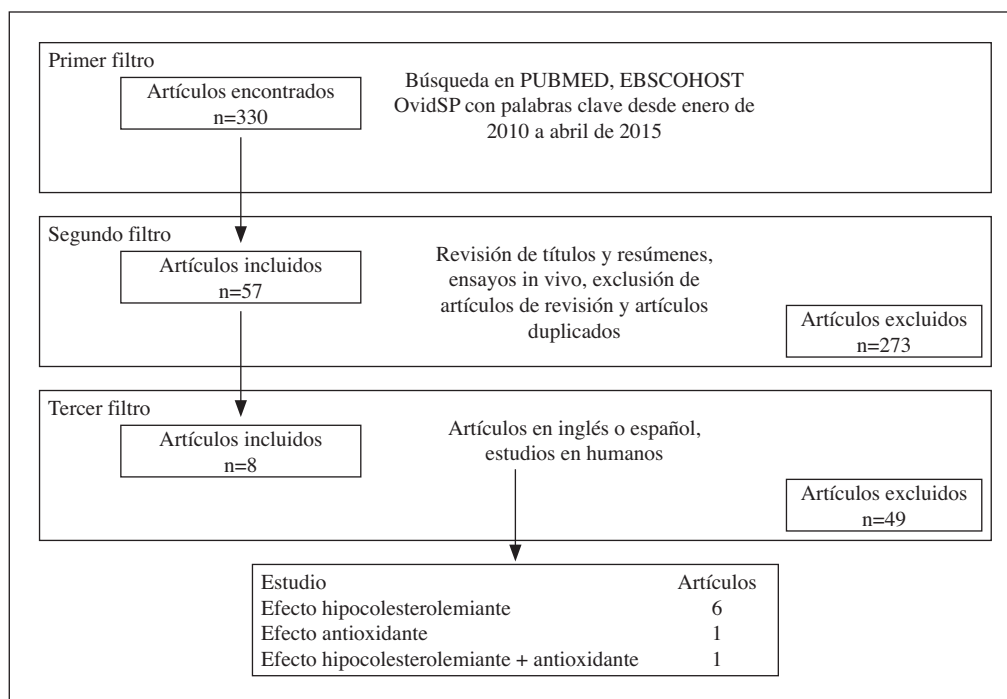 Primer filtro
Artículos encontrados
n=330
Búsqueda en PUBMED, EBSCOHOST
OvidSP con palabras clave desde enero de
2010 a abril de 2015
Segundo filtro
Artículos incluidos
n=57
Revisión de títulos y resúmenes,
ensayos in vivo, exclusión de
artículos de revisión y artículos
duplicados
Artículos excluidos
n=273
Tercer filtro
Artículos incluidos
n=8
Artículos en inglés o español,
estudios en humanos
Artículos excluidos
n=49
Estudio Artículos
Efecto hipocolesterolemiante 6
Efecto antioxidante 1
Efecto hipocolesterolemiante + antioxidante 1